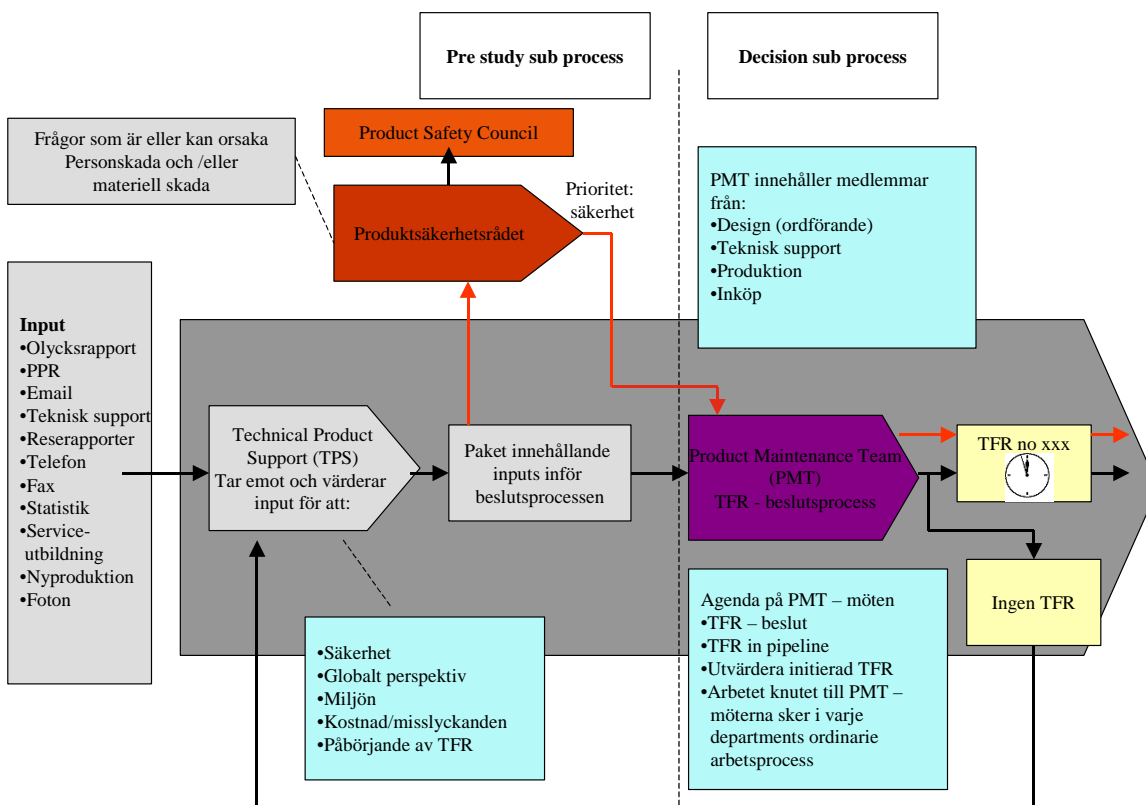 Pre study sub process
Decision sub process
Frågor som är eller kan orsaka
Personskada och /eller
materiell skada
Product Safety Council
Produktsäkerhetsrådet
Prioritet:
säkerhet
PMT innehåller medlemmar
från:
•Design (ordförande)
•Teknisk support
•Produktion
•Inköp
Input
•Olycksrapport
•PPR
•Email
•Teknisk support
•Reserapporter
•Telefon
•Fax
•Statistik
•Service-
utbildning
•Nyproduktion
•Foton
Technical Product
Support (TPS)
Tar emot och värderar
input för att:
Paket innehållande
inputs inför
beslutsprocessen
Product Maintenance Team
(PMT)
TFR - beslutsprocess
TFR no xxx
Ingen TFR
•Säkerhet
•Globalt perspektiv
•Miljön
•Kostnad/misslyckanden
•Påbörjande av TFR
Agenda på PMT – möten
•TFR – beslut
•TFR in pipeline
•Utvärdera initierad TFR
•Arbetet knutet till PMT –
möterna sker i varje
departments ordinarie
arbetsprocess